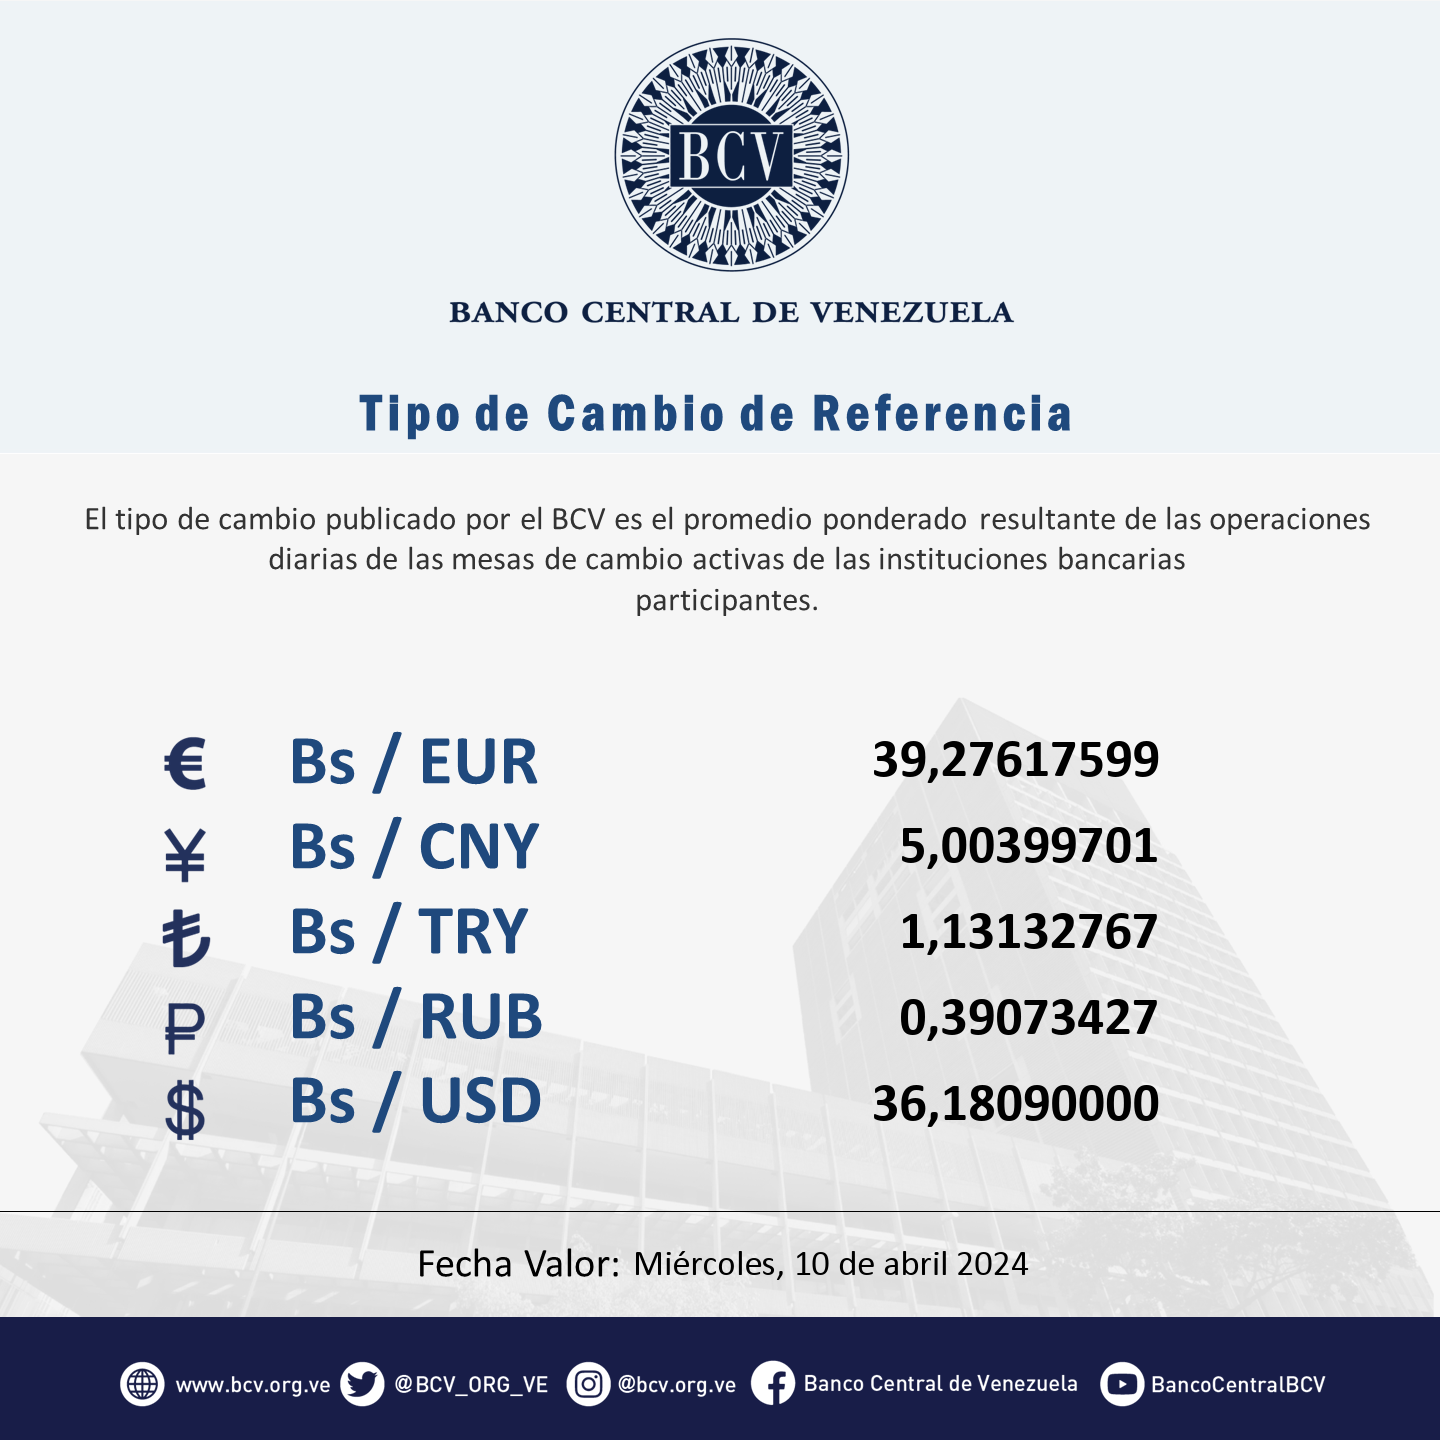 BCV
BANCO CENTRAL DE VENEZUELA
Tipo de Cambio de Referencia
El tipo de cambio publicado por el BCV es el promedio ponderado resultante de las operaciones
diarias de las mesas de cambio activas de las instituciones bancarias
participantes.
€ Bs / EUR 39,27617599
¥ Bs / CNY 5,00399701
₺ Bs / TRY 1,13132767
₽ Bs / RUB 0,39073427
$ Bs / USD 36,18090000
Fecha Valor: Miércoles, 10 de abril 2024
www.bcv.org.ve @BCV_ORG_VE @bcv.org.ve Banco Central de Venezuela BancoCentralBCV